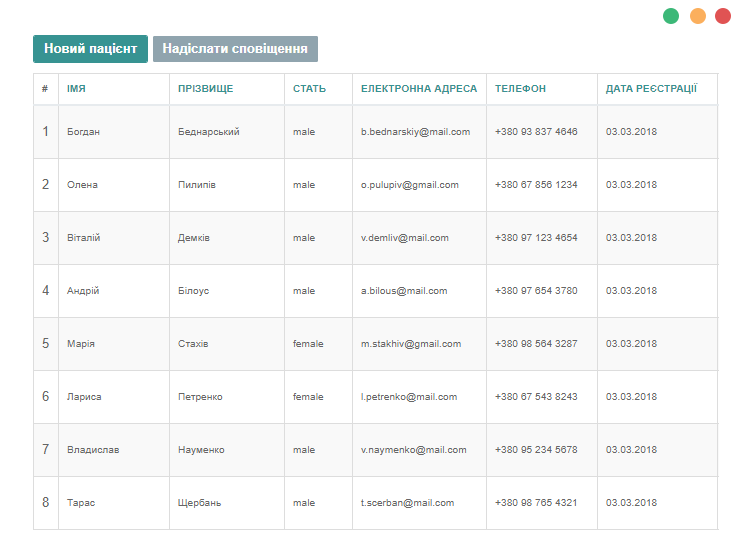 Новий пацієнт Надіслати сповіщення
# ІМЯ ПРІЗВИЩЕ СТАТЬ ЕЛЕКТРОННА АДРЕСА ТЕЛЕФОН ДАТА РЕЄСТРАЦІЇ
1 Богдан Беднарський male b.bednarskiy@mail.com +380 93 837 4646 03.03.2018
2 Олена Пилипів male o.pulupiv@gmail.com +380 67 856 1234 03.03.2018
3 Віталій Демків male v.demliv@mail.com +380 97 123 4654 03.03.2018
4 Андрій Білоус male a.bilous@mail.com +380 97 654 3780 03.03.2018
5 Марія Стахів female m.stakhiv@gmail.com +380 98 564 3287 03.03.2018
6 Лариса Петренко female l.petrenko@mail.com +380 67 543 8243 03.03.2018
7 Владислав Науменко male v.naymenko@mail.com +380 95 234 5678 03.03.2018
8 Тарас Щербань male t.scerban@mail.com +380 98 765 4321 03.03.2018